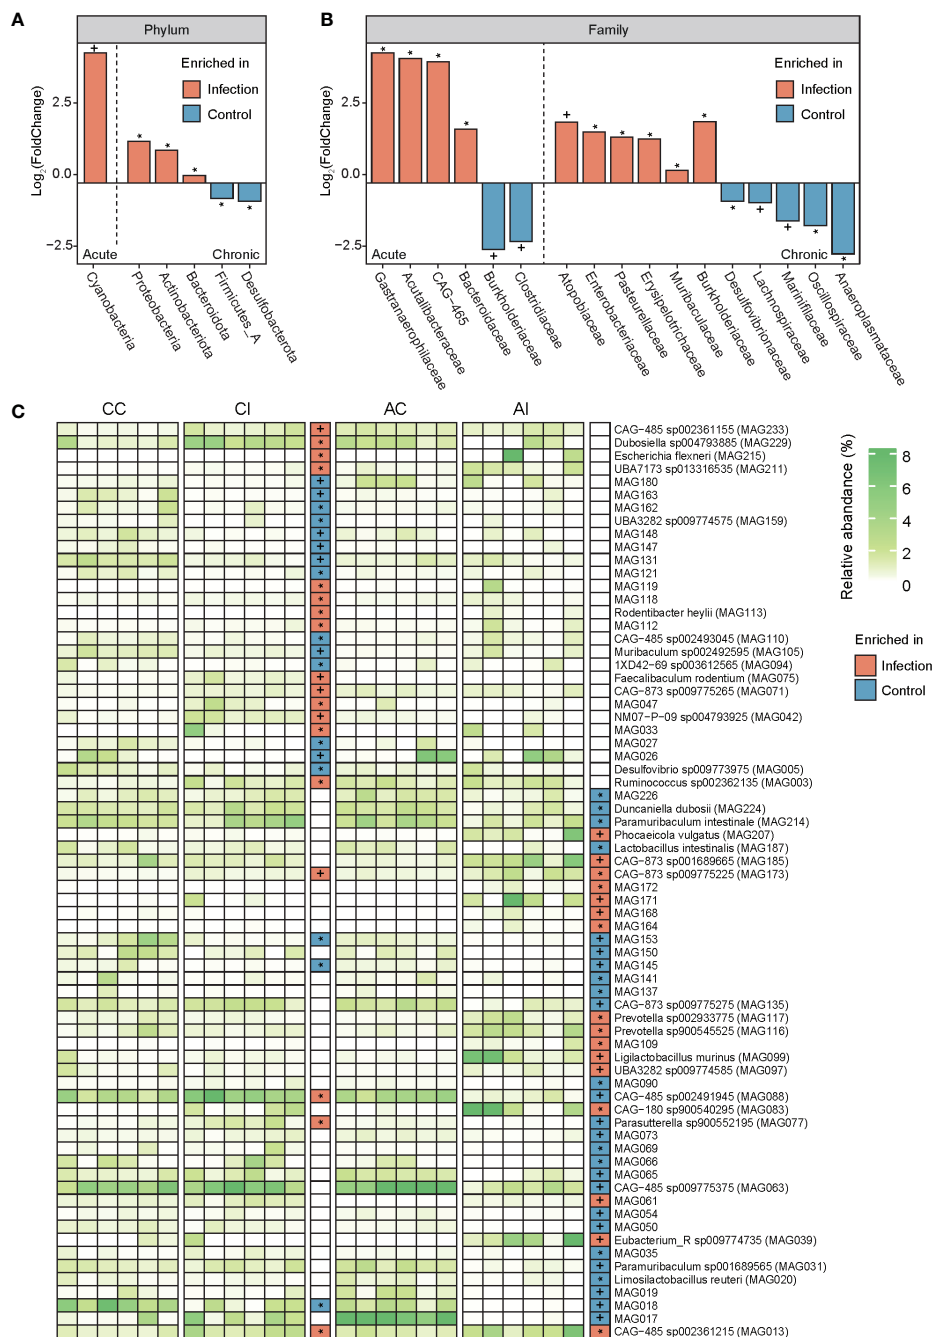 A
Phylum
Log2(FoldChange)
2.5
0.0
−2.5
Enriched in
Infection
Control
+
*
*
*
*
*
Acute
Chronic
Cyanobacteria
Proteobacteria
Actinobacteriota
Bacteroidota
Firmicutes_A
Desulfobacterota
B
Family
Log2(FoldChange)
2.5
0.0
−2.5
Enriched in
Infection
Control
*
*
*
*
+
+
+
*
*
*
*
*
*
+
+
*
*
Acute
Chronic
Gastranaerophilaceae
Acutalibacteraceae
CAG−465
Bacteroidaceae
Burkholderiaceae
Clostridiaceae
Atopobiaceae
Enterobacteriaceae
Pasteurellaceae
Erysipelotrichaceae
Muribaculaceae
Burkholderiaceae
Desulfovibrionaceae
Lachnospiraceae
Marinifilaceae
Oscillospiraceae
Anaeroplasmataceae
C
CC CI AC AI
+ CAG−485 sp002361155 (MAG233)
* Dubosiella sp004793885 (MAG229)
* Escherichia flexneri (MAG215)
* UBA7173 sp013316535 (MAG211)
+ MAG180
+ MAG163
* MAG162
* UBA3282 sp009774575 (MAG159)
+ MAG148
+ MAG147
+ MAG131
* MAG121
* MAG119
* MAG118
* Rodentibacter heylii (MAG113)
* MAG112
* CAG−485 sp002493045 (MAG110)
+ Muribaculum sp002492595 (MAG105)
* 1XD42−69 sp003612565 (MAG094)
+ Faecalibaculum rodentium (MAG075)
+ CAG−873 sp009775265 (MAG071)
* MAG047
+ NM07−P−09 sp004793925 (MAG042)
* MAG033
* MAG027
+ MAG026
* Desulfovibrio sp009773975 (MAG005)
* Ruminococcus sp002362135 (MAG003)
* MAG226
* Duncaniella dubosii (MAG224)
* Paramuribaculum intestinale (MAG214)
+ Phocaeicola vulgatus (MAG207)
* Lactobacillus intestinalis (MAG187)
+ CAG−873 sp001689665 (MAG185)
+ * CAG−873 sp009775225 (MAG173)
* MAG172
+ MAG171
+ MAG168
* MAG164
* + MAG153
+ MAG150
* + MAG145
* MAG141
* MAG137
+ CAG−873 sp009775275 (MAG135)
* Prevotella sp002933775 (MAG117)
* Prevotella sp900545525 (MAG116)
* MAG109
+ Ligilactobacillus murinus (MAG099)
+ UBA3282 sp009774585 (MAG097)
* MAG090
* + CAG−485 sp002491945 (MAG088)
* CAG−180 sp900540295 (MAG083)
* + Parasutterella sp900552195 (MAG077)
+ MAG073
* MAG069
* MAG066
+ MAG065
+ CAG−485 sp009775375 (MAG063)
+ MAG061
+ MAG054
+ MAG050
+ Eubacterium_R sp009774735 (MAG039)
* MAG035
+ Paramuribaculum sp001689565 (MAG031)
* Limosilactobacillus reuteri (MAG020)
+ MAG019
* + MAG018
+ MAG017
* * CAG−485 sp002361215 (MAG013)
Relative abundance (%)
8
6
4
2
0
Enriched in
Infection
Control